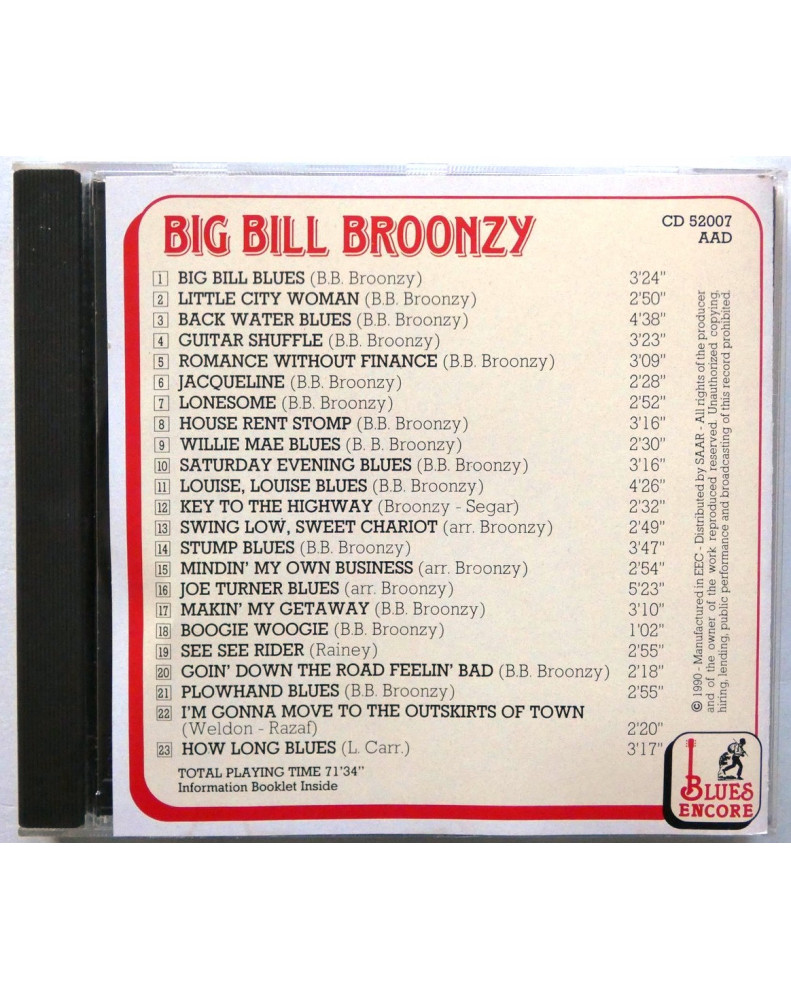 BIG BILL BROONZY
CD 52007
AAD
1 BIG BILL BLUES (B.B. Broonzy) 3'24"
2 LITTLE CITY WOMAN (B.B. Broonzy) 2'50"
3 BACK WATER BLUES (B.B. Broonzy) 4'38"
4 GUITAR SHUFFLE (B.B. Broonzy) 3'23"
5 ROMANCE WITHOUT FINANCE (B.B. Broonzy) 3'09"
6 JACQUELINE (B.B. Broonzy) 2'28"
7 LONESOME (B.B. Broonzy) 2'52"
8 HOUSE RENT STOMP (B.B. Broonzy) 3'16"
9 WILLIE MAE BLUES (B. B. Broonzy) 2'30"
10 SATURDAY EVENING BLUES (B.B. Broonzy) 3'16"
11 LOUISE, LOUISE BLUES (B.B. Broonzy) 4'26"
12 KEY TO THE HIGHWAY (Broonzy - Segar) 2'32"
13 SWING LOW, SWEET CHARIOT (arr. Broonzy) 2'49"
14 STUMP BLUES (B.B. Broonzy) 3'47"
15 MINDIN' MY OWN BUSINESS (arr. Broonzy) 2'54"
16 JOE TURNER BLUES (arr. Broonzy) 5'23"
17 MAKIN' MY GETAWAY (B.B. Broonzy) 3'10"
18 BOOGIE WOOGIE (B.B. Broonzy) 1'02"
19 SEE SEE RIDER (Rainey) 2'55"
20 GOIN' DOWN THE ROAD FEELIN' BAD (B.B. Broonzy) 2'18"
21 PLOWHAND BLUES (B.B. Broonzy) 2'55"
22 I'M GONNA MOVE TO THE OUTSKIRTS OF TOWN
(Weldon - Razaf) 2'20"
23 HOW LONG BLUES (L. Carr.) 3'17"
TOTAL PLAYING TIME 71'34"
Information Booklet Inside
© 1990 - Manufactured in EEC - Distributed by SAAR - All rights of the producer
and of the owner of the work reproduced reserved. Unauthorized copying,
hiring, lending, public performance and broadcasting of this record prohibited.
BLUES
ENCORE